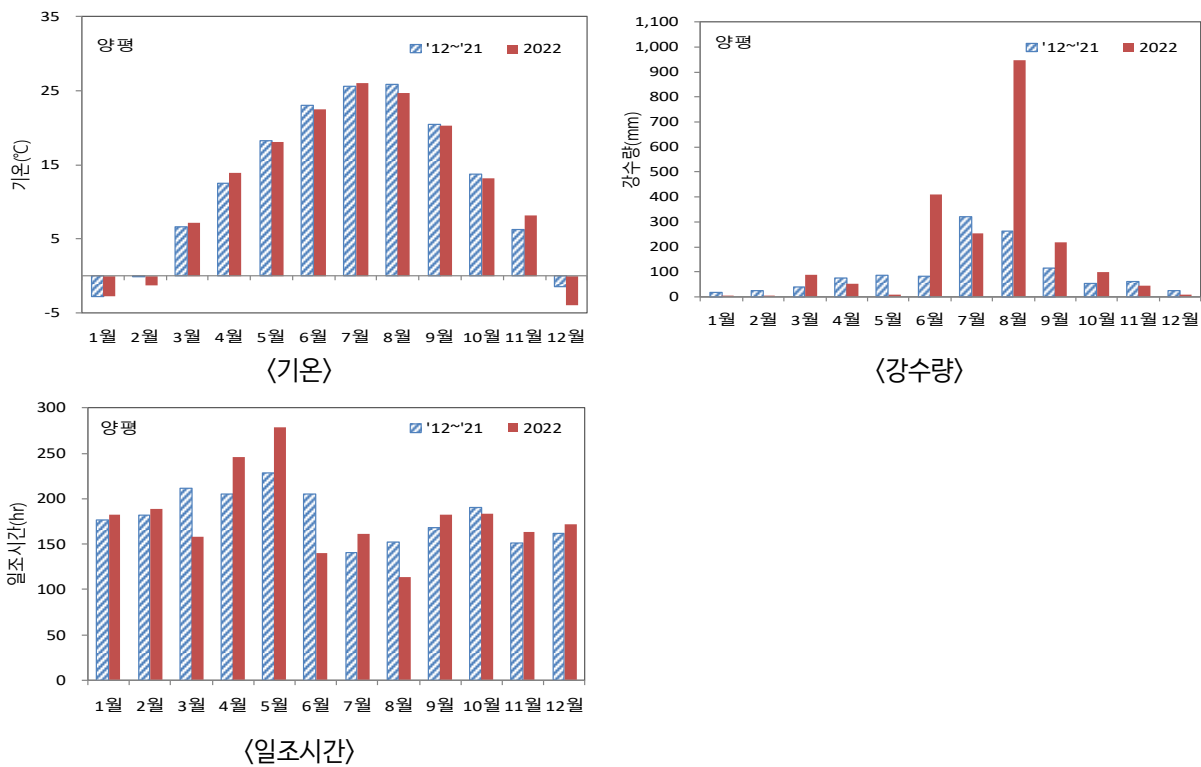 양평
'12~'21 2022
기온(℃)
35
25
15
5
-5
1월 2월 3월 4월 5월 6월 7월 8월 9월 10월 11월 12월
〈기온〉
양평
'12~'21 2022
강수량(mm)
1,100
1,000
900
800
700
600
500
400
300
200
100
0
1월 2월 3월 4월 5월 6월 7월 8월 9월 10월 11월 12월
〈강수량〉
양평
'12~'21 2022
일조시간(hr)
300
250
200
150
100
50
0
1월 2월 3월 4월 5월 6월 7월 8월 9월 10월 11월 12월
〈일조시간〉